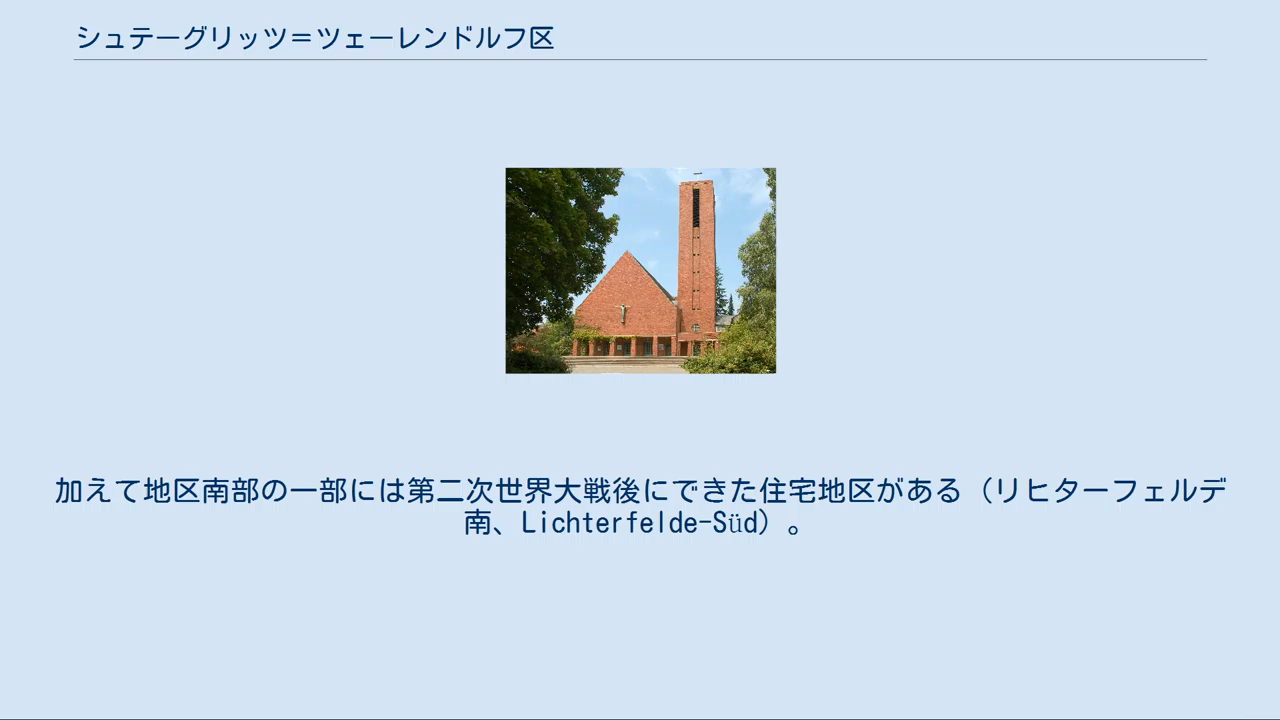 シュテーグリッツ＝ツェーレンドルフ区
加えて地区南部の一部には第二次世界大戦後にできた住宅地区がある（リヒターフェルデ
南、Lichterfelde-Süd）。